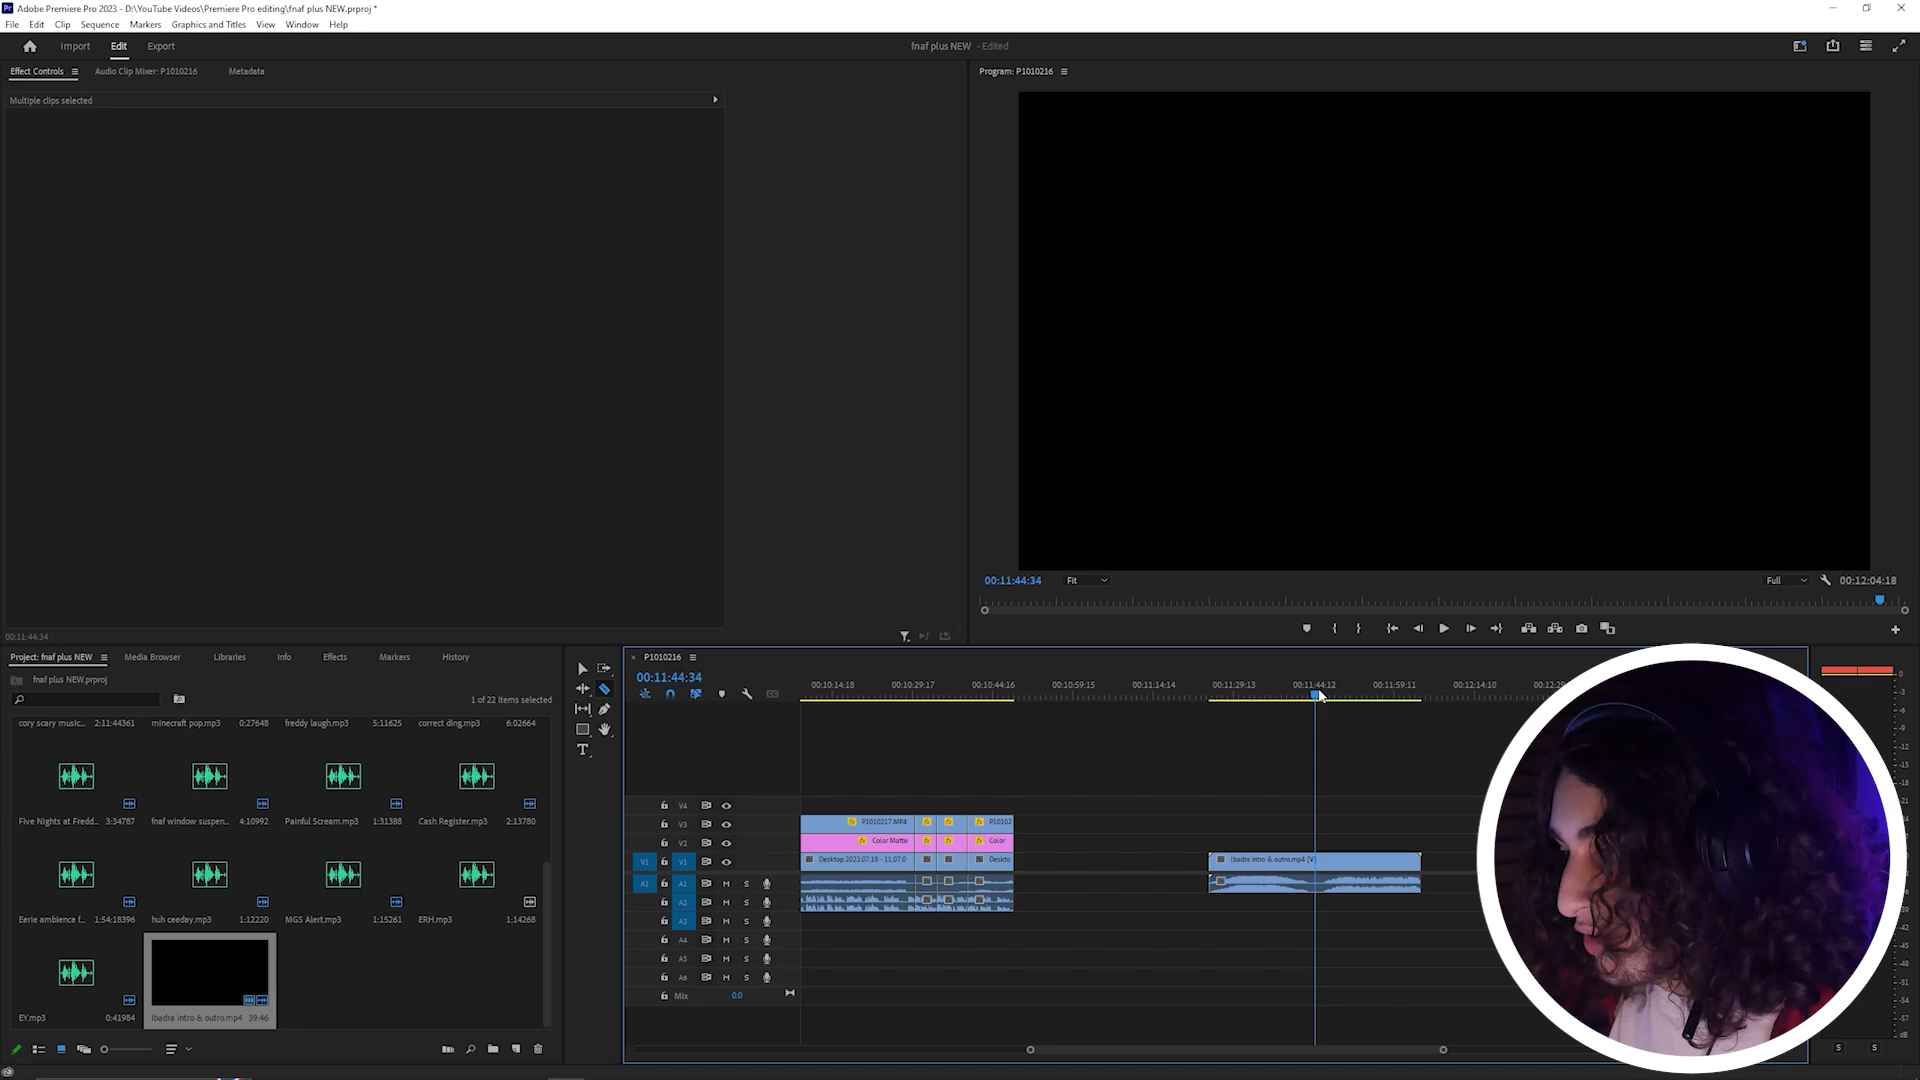 Adobe Premiere Pro 2023 - D:\YouTube Videos\Premiere Pro editing\fnaf plus NEW.prproj *
File Edit Clip Sequence Markers Graphics and Titles View Window Help
Import Edit Export
fnaf plus NEW - Edited
Effect Controls
Audio Clip Mixer: P1010216
Metadata
Multiple clips selected
00:11:44:34
Program: P1010216
00:11:44:34
Fit
Full
00:12:04:18
Project: fnaf plus NEW
Media Browser
Libraries
Info
Effects
Markers
History
fnaf plus NEW.prproj
1 of 22 items selected
cory scary music... 2:11:44361
minecraft pop.mp3 0:27648
freddy laugh.mp3 5:11625
correct ding.mp3 6:02664
Five Nights at Fredd... 3:34787
fnaf window suspen... 4:10992
Painful Scream.mp3 1:31388
Cash Register.mp3 2:13780
Eerie ambience f... 1:54:18396
huh ceeday.mp3 1:12220
MGS Alert.mp3 1:15261
ERH.mp3 1:14268
EY.mp3 0:41984
Ibadra intro & outro.mp4 39:46
P1010216
00:11:44:34
00:10:14:18 00:10:29:17 00:10:44:16 00:10:59:15 00:11:14:14 00:11:29:13 00:11:44:12 00:11:59:11 00:12:14:10
V4
V3
P1010217.MP4
P10102
V2
Color Matte
Color
V1 V1
Desktop 2023.07.19 - 11.07.0
Deskto
Ibadra intro & outro.mp4 [V]
A1 A1 M S
A2 M S
A3 M S
A4 M S
A5 M S
A6 M S
Mix 0.0
S S